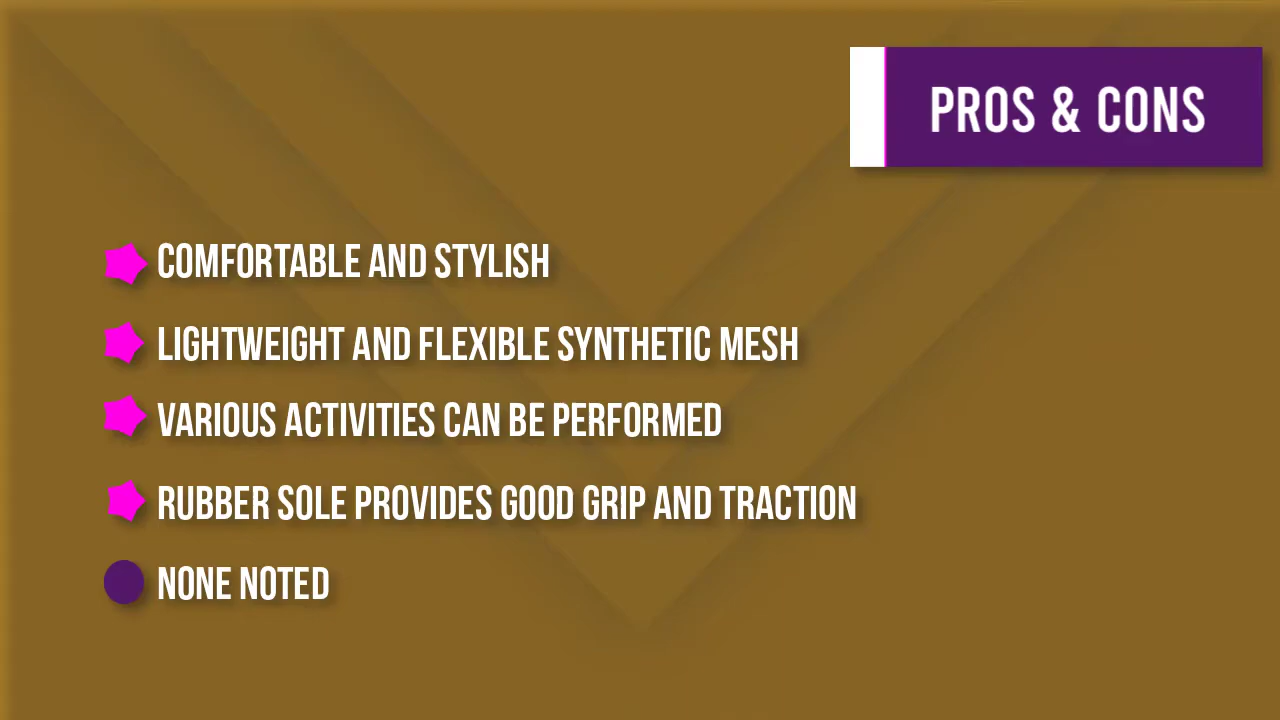 PROS & CONS
COMFORTABLE AND STYLISH
LIGHTWEIGHT AND FLEXIBLE SYNTHETIC MESH
VARIOUS ACTIVITIES CAN BE PERFORMED
RUBBER SOLE PROVIDES GOOD GRIP AND TRACTION
NONE NOTED